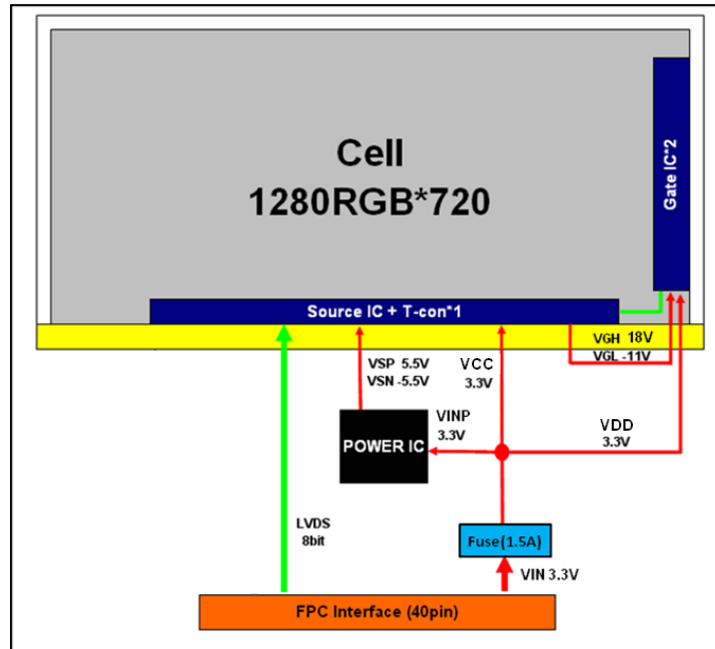 Cell
1280RGB*720
Gate IC*2
Source IC + T-con*1
VGH 18V
VGL -11V
VSP 5.5V
VSN -5.5V
VCC
3.3V
VINP
3.3V
VDD
3.3V
POWER IC
LVDS
8bit
Fuse(1.5A)
VIN 3.3V
FPC Interface (40pin)